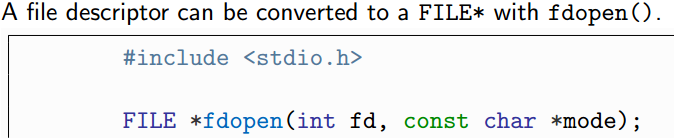 A file descriptor can be converted to a FILE* with fdopen().
#include <stdio.h>
FILE *fdopen(int fd, const char *mode);